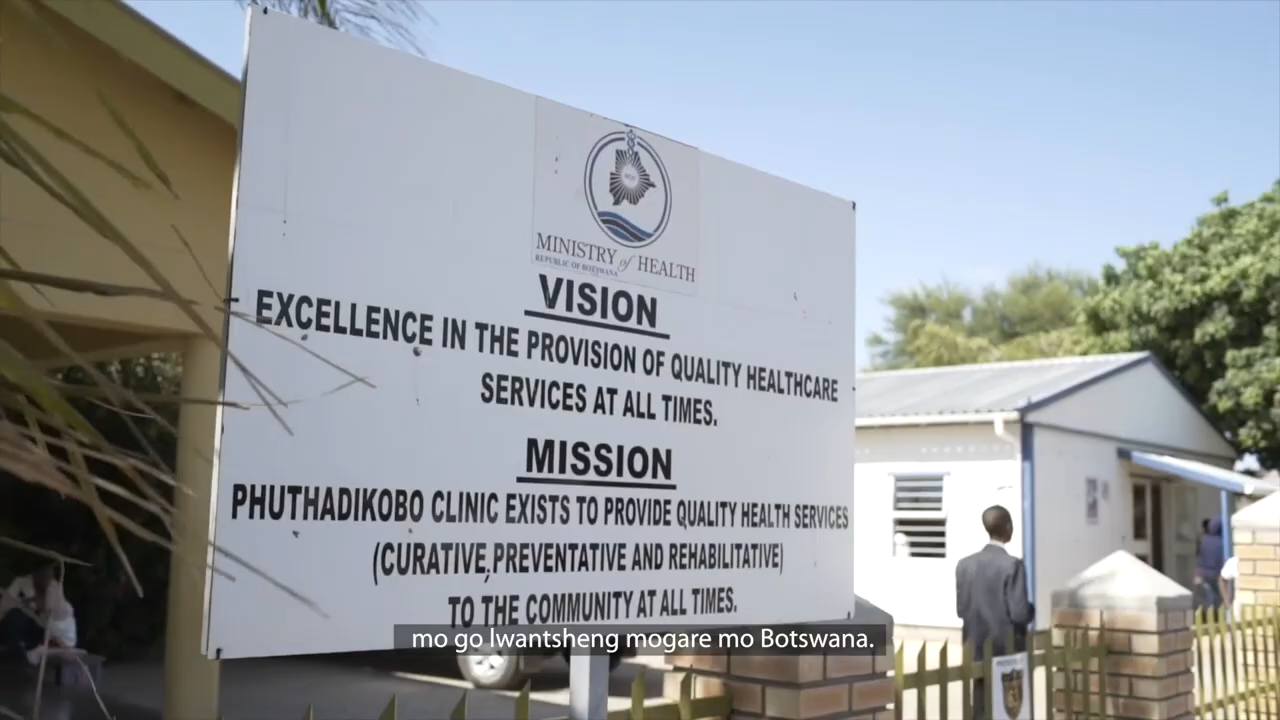 MINISTRY of HEALTH
REPUBLIC OF BOTSWANA
VISION
EXCELLENCE IN THE PROVISION OF QUALITY HEALTHCARE
SERVICES AT ALL TIMES.
MISSION
PHUTHADIKOBO CLINIC EXISTS TO PROVIDE QUALITY HEALTH SERVICES
(CURATIVE, PREVENTATIVE AND REHABILITATIVE)
TO THE COMMUNITY AT ALL TIMES.
mo go lwantsheng mogare mo Botswana.